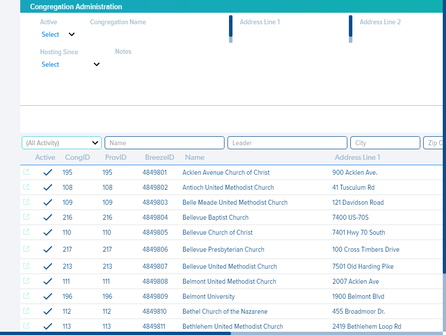 Congregation Administration
Active Congregation Name Address Line 1 Address Line 2
Select
Hosting Since Notes
Select
(All Activity) Name Leader City Zip C
Active CongID ProviD BreezeID Name Address Line 1
195 195 4849801 Acklen Avenue Church of Christ 900 Acklen Ave.
108 108 4849802 Antioch United Methodist Church 41 Tusculum Rd
109 109 4849803 Belle Meade United Methodist Church 121 Davidson Road
216 216 4849804 Bellevue Baptist Church 7400 US-70S
110 110 4849805 Bellevue Church of Christ 7401 Hwy 70 South
217 217 4849806 Bellevue Presbyterian Church 100 Cross Timbers Drive
213 213 4849807 Bellevue United Methodist Church 7501 Old Harding Pike
111 111 4849808 Belmont United Methodist Church 2007 Acklen Ave
196 196 4849809 Belmont University 1900 Belmont Blvd
112 112 4849810 Bethel Church of the Nazarene 455 Broadmoor Dr.
113 113 4849811 Bethlehem United Methodist Church 2419 Bethlehem Loop Rd